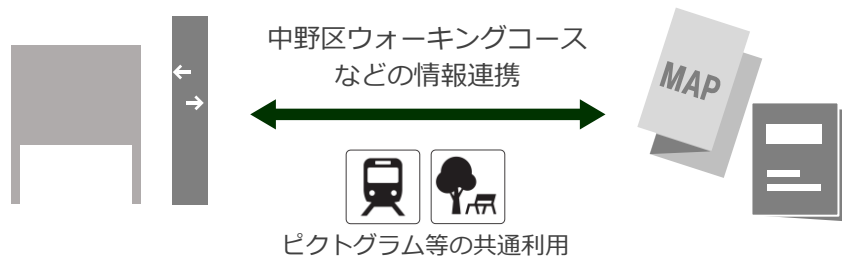 中野区ウォーキングコース
などの情報連携
MAP
ピクトグラム等の共通利用